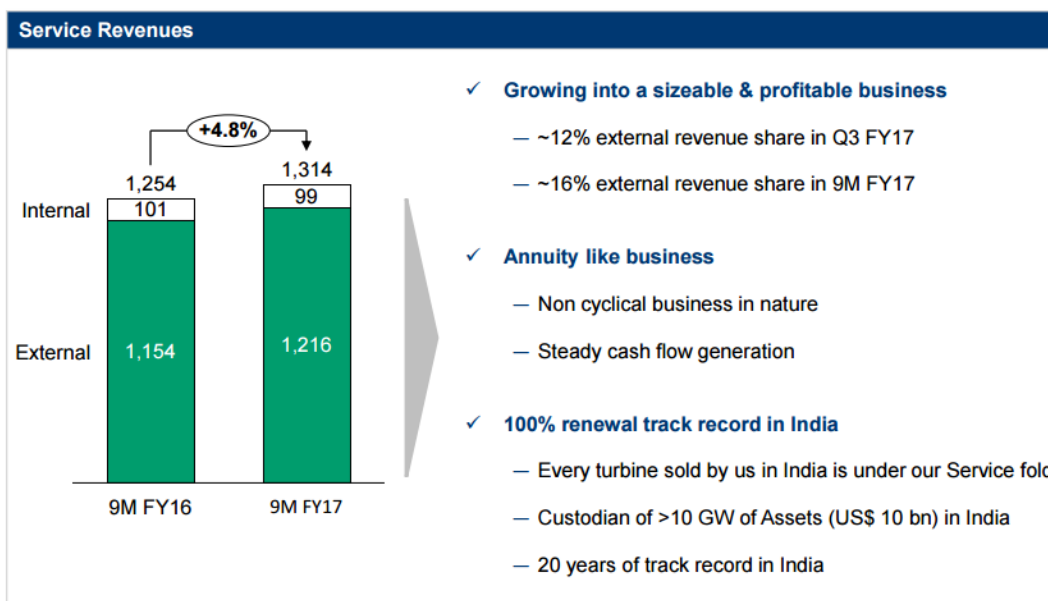 Service Revenues
+4.8%
1,254
1,314
Internal
101
99
External
1,154
1,216
9M FY16
9M FY17
✓ Growing into a sizeable & profitable business
— ~12% external revenue share in Q3 FY17
— ~16% external revenue share in 9M FY17
✓ Annuity like business
— Non cyclical business in nature
— Steady cash flow generation
✓ 100% renewal track record in India
— Every turbine sold by us in India is under our Service
— Custodian of >10 GW of Assets (US$ 10 bn) in India
— 20 years of track record in India